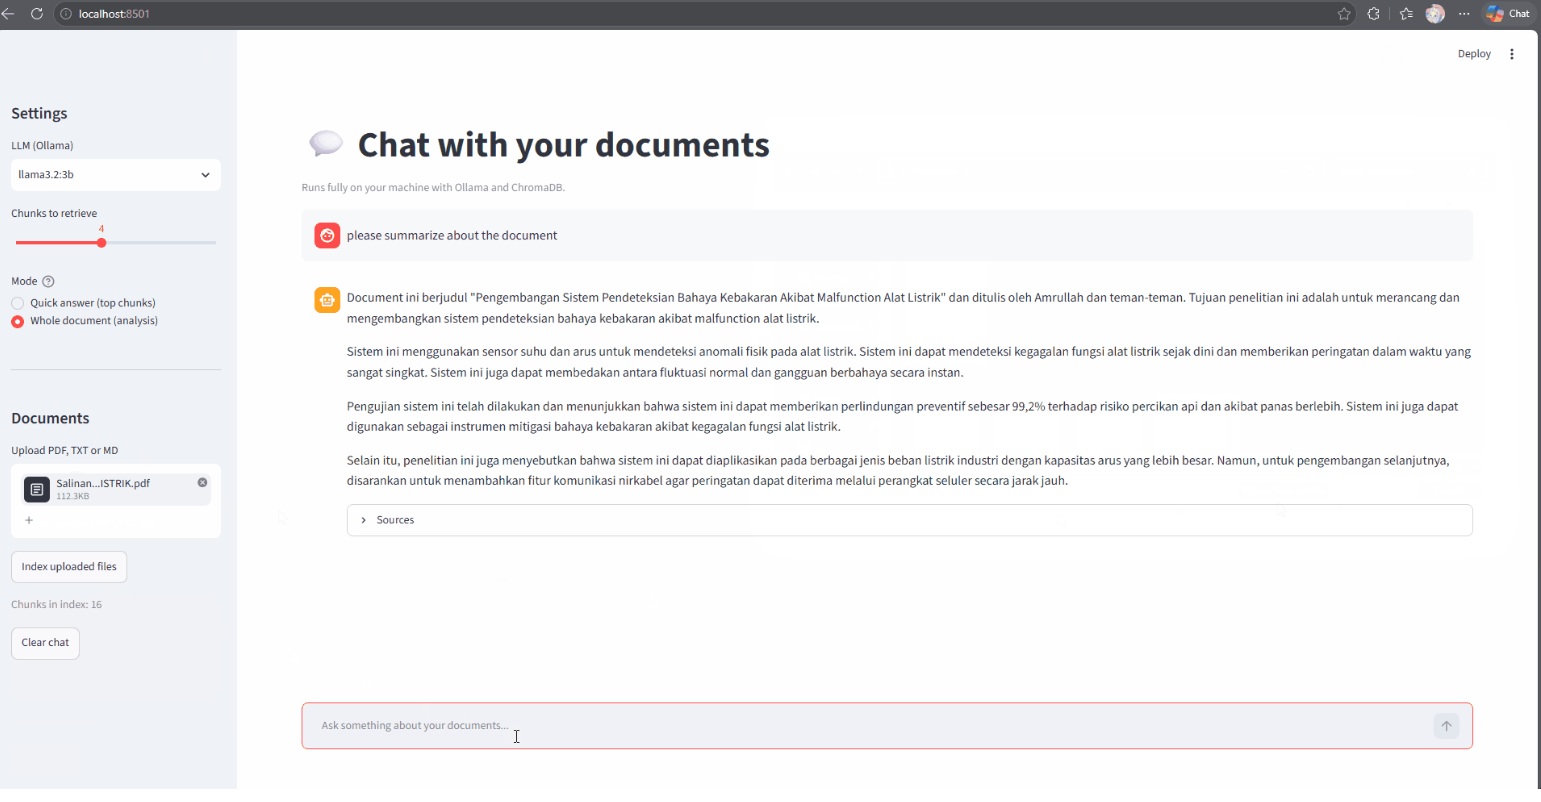 localhost:8501
Chat
Deploy
Settings
LLM (Ollama)
llama3.2:3b
Chunks to retrieve
4
Mode
Quick answer (top chunks)
Whole document (analysis)
Documents
Upload PDF, TXT or MD
Salinan...ISTRIK.pdf
112.3KB
Index uploaded files
Chunks in index: 16
Clear chat
Chat with your documents
Runs fully on your machine with Ollama and ChromaDB.
please summarize about the document
Document ini berjudul "Pengembangan Sistem Pendeteksian Bahaya Kebakaran Akibat Malfunction Alat Listrik" dan ditulis oleh Amrullah dan teman-teman. Tujuan penelitian ini adalah untuk merancang dan
mengembangkan sistem pendeteksian bahaya kebakaran akibat malfunction alat listrik.
Sistem ini menggunakan sensor suhu dan arus untuk mendeteksi anomali fisik pada alat listrik. Sistem ini dapat mendeteksi kegagalan fungsi alat listrik sejak dini dan memberikan peringatan dalam waktu yang
sangat singkat. Sistem ini juga dapat membedakan antara fluktuasi normal dan gangguan berbahaya secara instan.
Pengujian sistem ini telah dilakukan dan menunjukkan bahwa sistem ini dapat memberikan perlindungan preventif sebesar 99,2% terhadap risiko percikan api dan akibat panas berlebih. Sistem ini juga dapat
digunakan sebagai instrumen mitigasi bahaya kebakaran akibat kegagalan fungsi alat listrik.
Selain itu, penelitian ini juga menyebutkan bahwa sistem ini dapat diaplikasikan pada berbagai jenis beban listrik industri dengan kapasitas arus yang lebih besar. Namun, untuk pengembangan selanjutnya,
disarankan untuk menambahkan fitur komunikasi nirkabel agar peringatan dapat diterima melalui perangkat seluler secara jarak jauh.
Sources
Ask something about your documents...